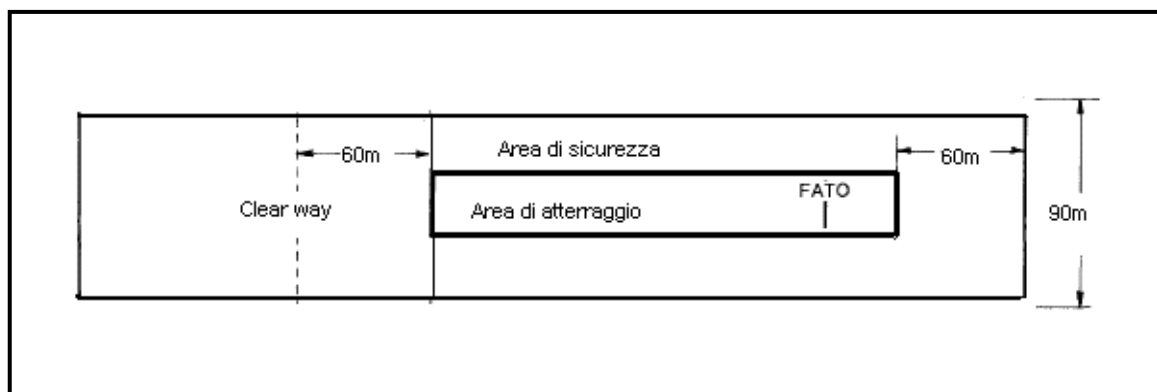 Area di sicurezza
60m
60m
FATO
Clear way
Area di atterraggio
90m